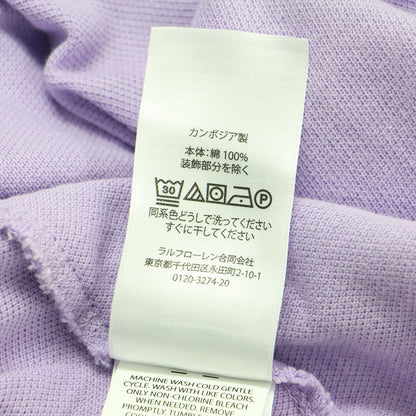 カンボジア製
本体：綿 100%
装飾部分を除く
30 P
同系色どうしで洗ってください
すぐに干してください
ラルフローレン合同会社
東京都千代田区永田町2-10-1
0120-3274-20
MACHINE WASH COLD GENTLE
CYCLE. WASH WITH LIKE COLORS.
ONLY NON-CHLORINE BLEACH
WHEN NEEDED. REMOVE
PROMPTLY.